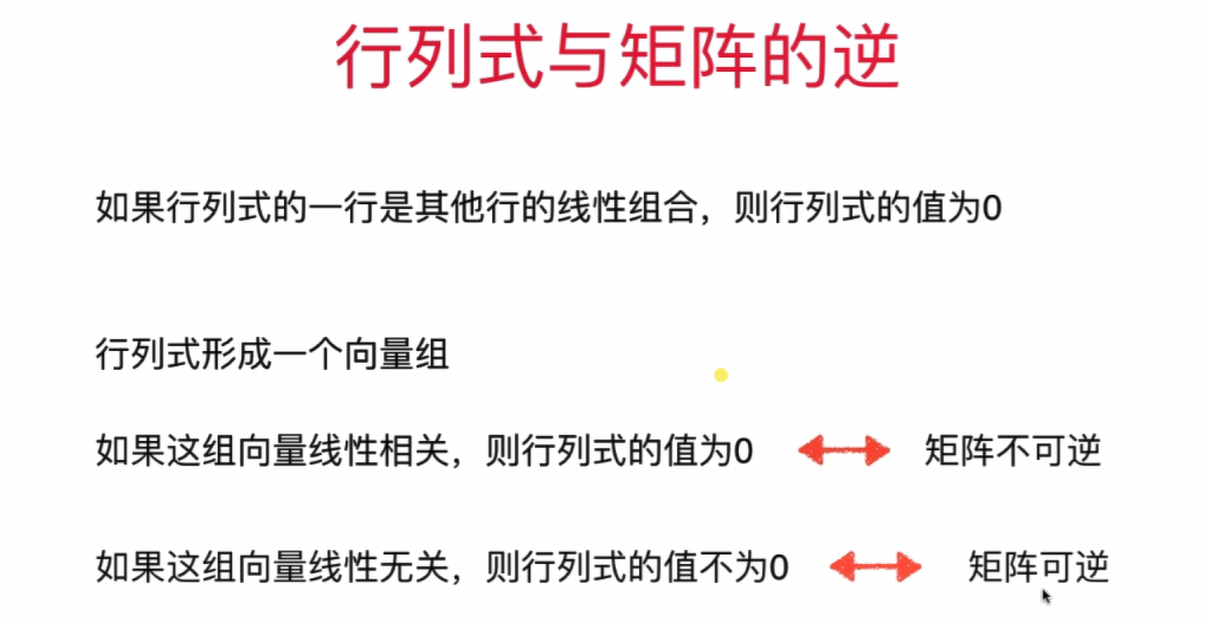 行列式与矩阵的逆
如果行列式的一行是其他行的线性组合，则行列式的值为0
行列式形成一个向量组
如果这组向量线性相关，则行列式的值为0 矩阵不可逆
如果这组向量线性无关，则行列式的值不为0 矩阵可逆